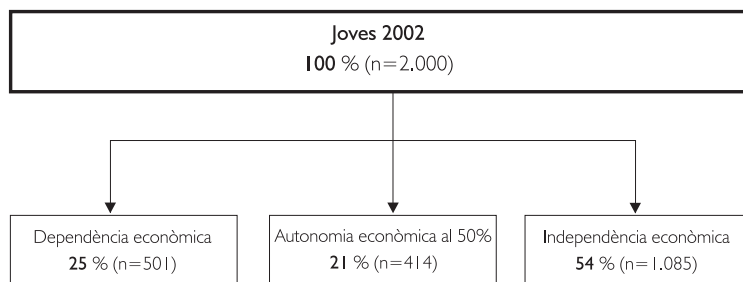 Joves 2002
100 % (n=2.000)
Dependència econòmica
25 % (n=501)
Autonomia econòmica al 50%
21 % (n=414)
Independència econòmica
54 % (n=1.085)